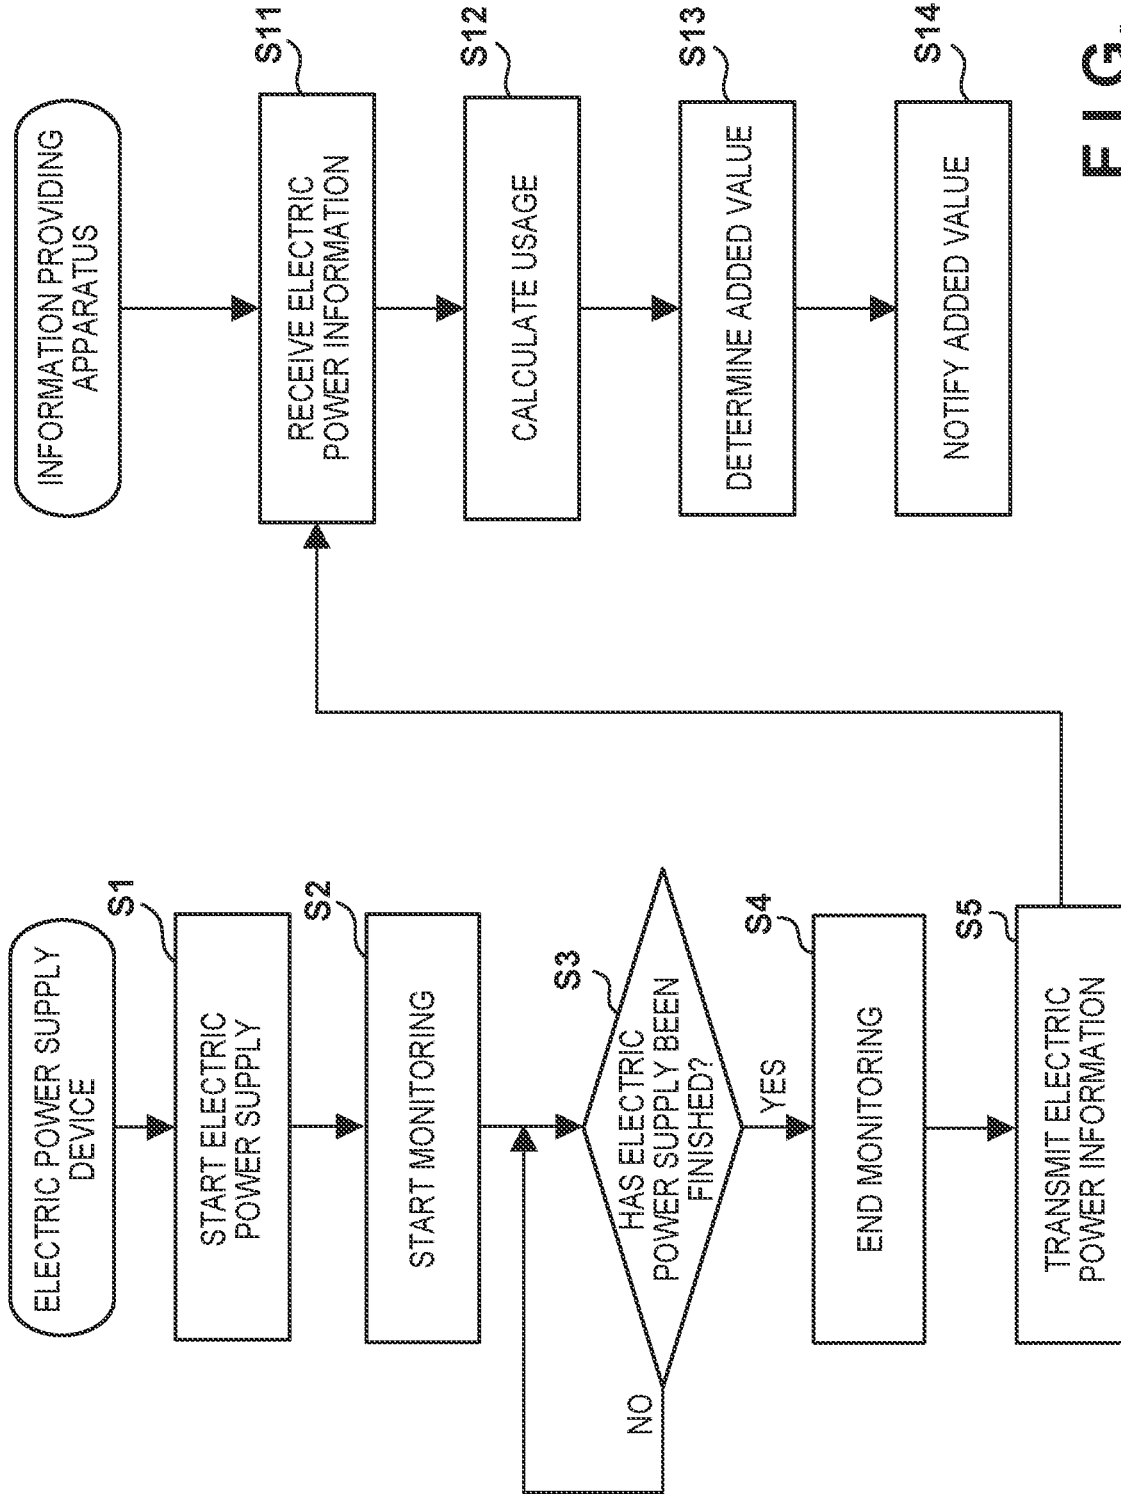 ELECTRIC POWER SUPPLY
DEVICE
S1
START ELECTRIC
POWER SUPPLY
S2
START MONITORING
S3
HAS ELECTRIC
POWER SUPPLY BEEN
FINISHED?
NO
YES
S4
END MONITORING
S5
TRANSMIT ELECTRIC
POWER INFORMATION
INFORMATION PROVIDING
APPARATUS
S11
RECEIVE ELECTRIC
POWER INFORMATION
S12
CALCULATE USAGE
S13
DETERMINE ADDED VALUE
S14
NOTIFY ADDED VALUE
FIG.